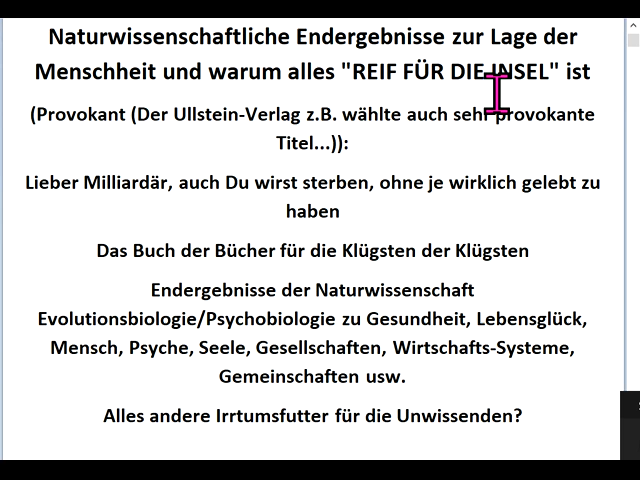 Naturwissenschaftliche Endergebnisse zur Lage der
Menschheit und warum alles "REIF FÜR DIE INSEL" ist
(Provokant (Der Ullstein-Verlag z.B. wählte auch sehr provokante
Titel...)):
Lieber Milliardär, auch Du wirst sterben, ohne je wirklich gelebt zu
haben
Das Buch der Bücher für die Klügsten der Klügsten
Endergebnisse der Naturwissenschaft
Evolutionsbiologie/Psychobiologie zu Gesundheit, Lebensglück,
Mensch, Psyche, Seele, Gesellschaften, Wirtschafts-Systeme,
Gemeinschaften usw.
Alles andere Irrtumsfutter für die Unwissenden?